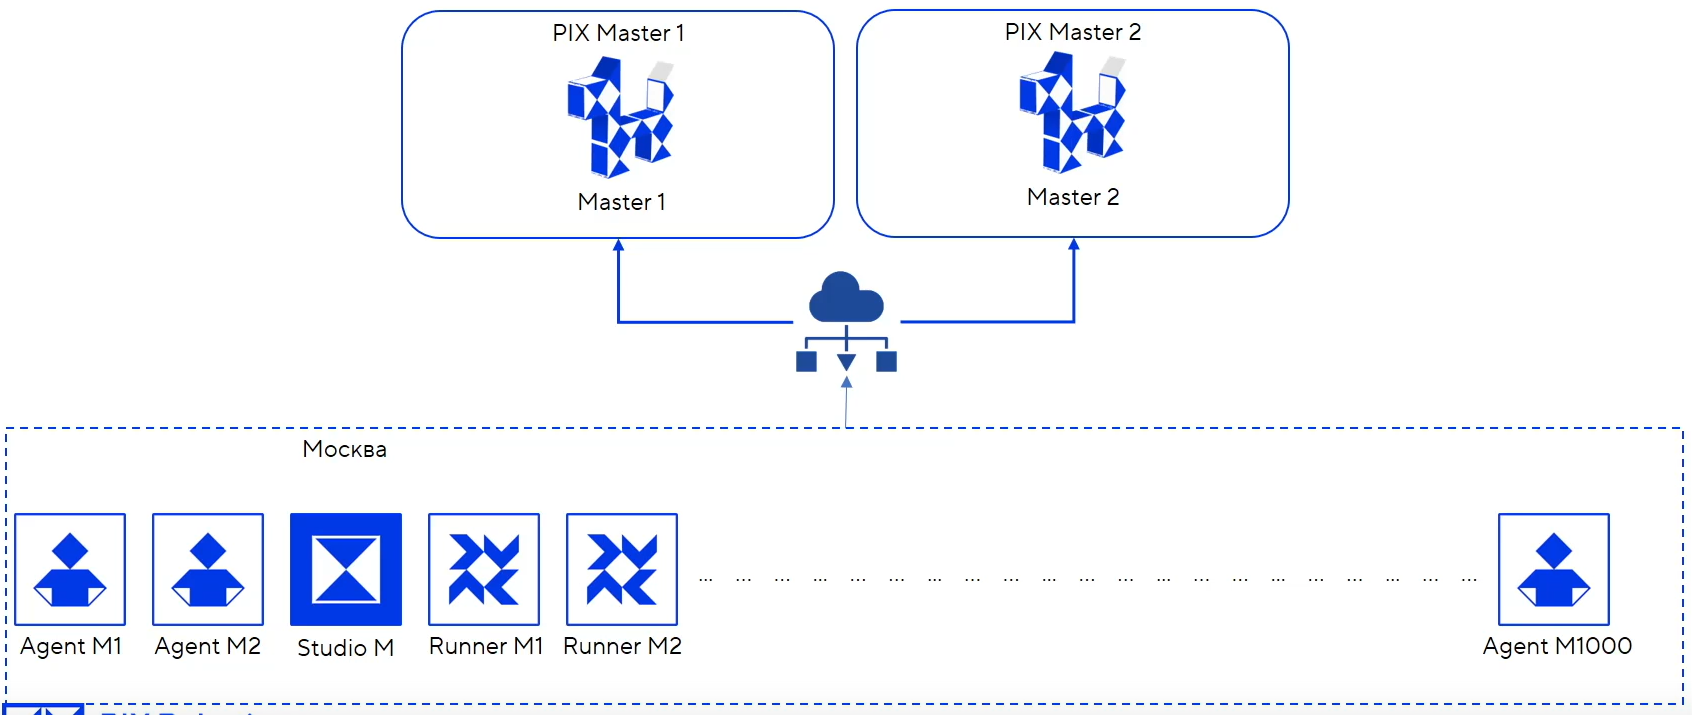 PIX Master 1
PIX Master 2
Master 1
Master 2
Москва
Agent M1
Agent M2
Studio M
Runner M1
Runner M2
... ... ... ... ... ... ... ... ... ... ... ... ... ... ... ... ... ... ... ... ...
Agent M1000